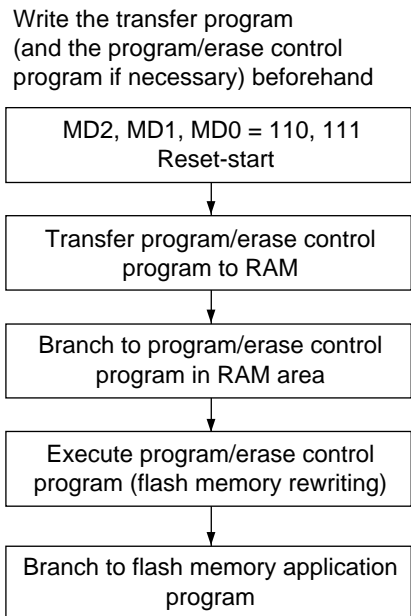 Write the transfer program
(and the program/erase control
program if necessary) beforehand
MD2, MD1, MD0 = 110, 111
Reset-start
Transfer program/erase control
program to RAM
Branch to program/erase control
program in RAM area
Execute program/erase control
program (flash memory rewriting)
Branch to flash memory application
program